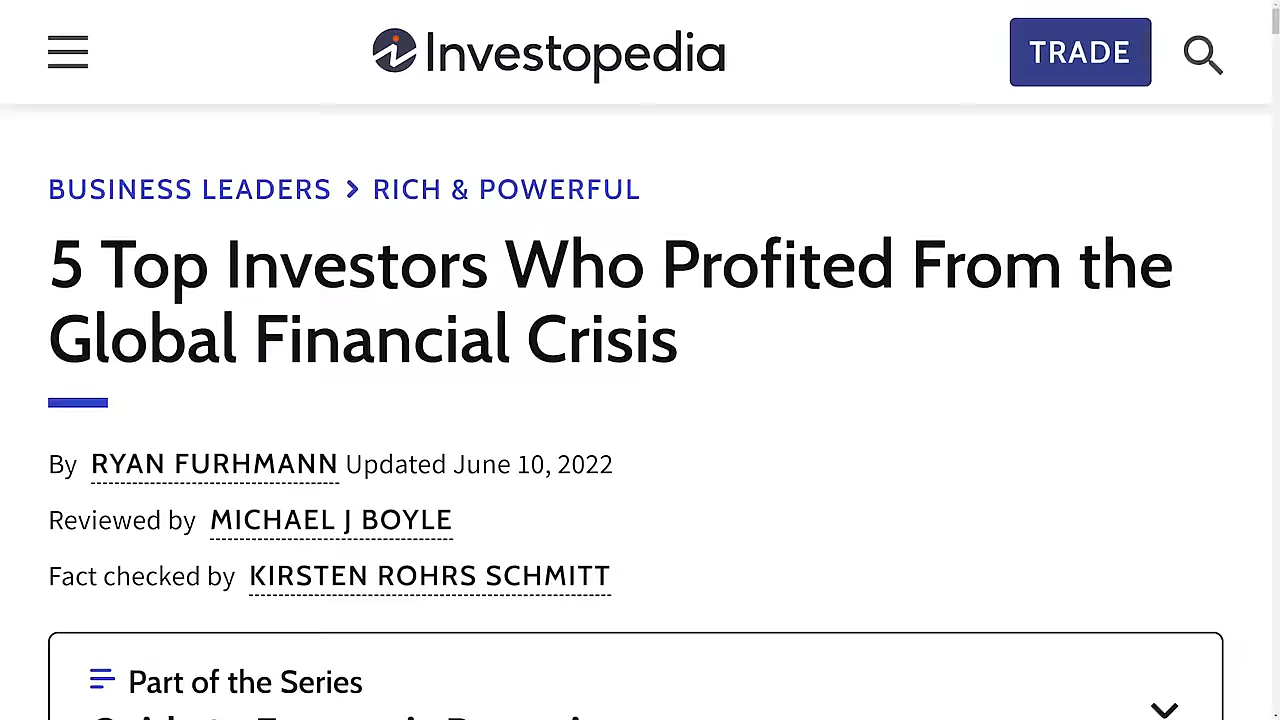 Investopedia
TRADE
BUSINESS LEADERS > RICH & POWERFUL
5 Top Investors Who Profited From the
Global Financial Crisis
By RYAN FURHMANN Updated June 10, 2022
Reviewed by MICHAEL J BOYLE
Fact checked by KIRSTEN ROHRS SCHMITT
Part of the Series